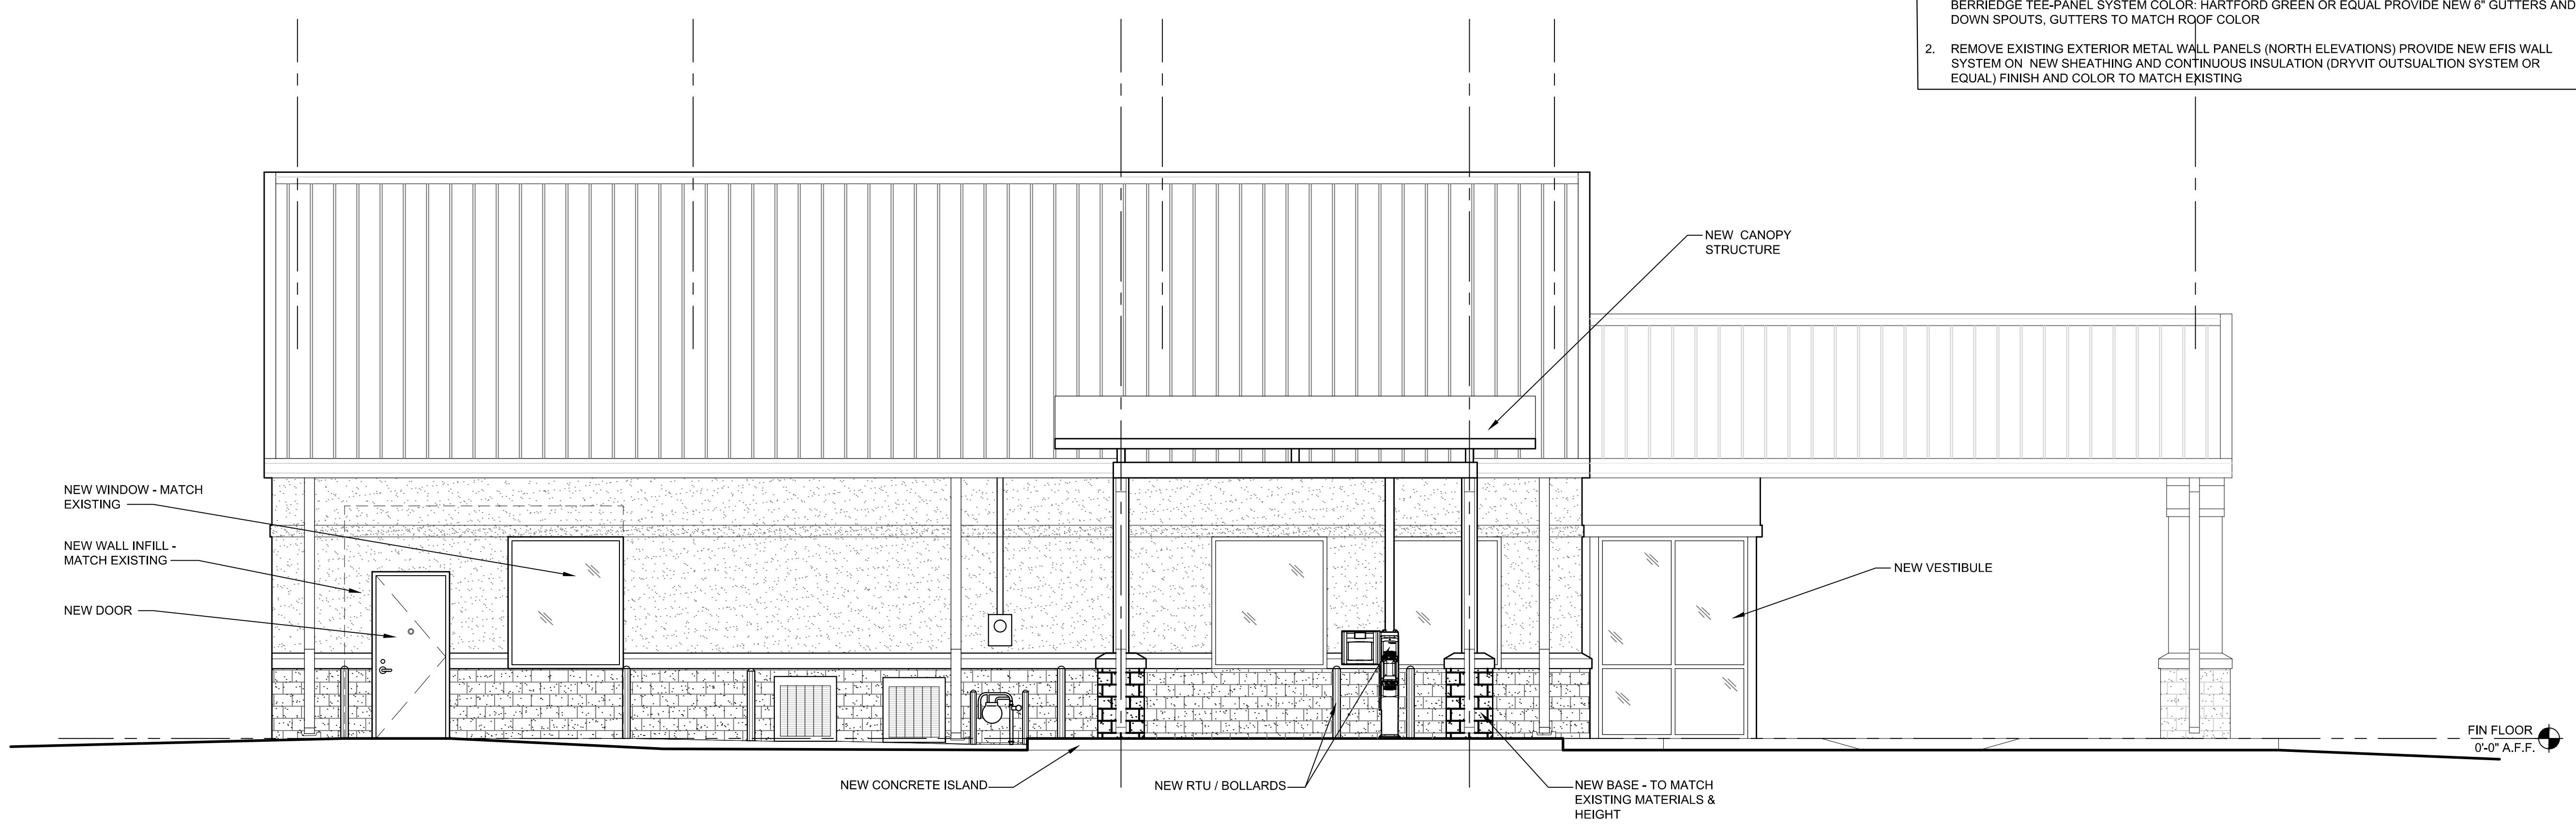 BERRIEDGE TEE-PANEL SYSTEM COLOR: HARTFORD GREEN OR EQUAL PROVIDE NEW 6" GUTTERS AND
DOWN SPOUTS, GUTTERS TO MATCH ROOF COLOR
2. REMOVE EXISTING EXTERIOR METAL WALL PANELS (NORTH ELEVATIONS) PROVIDE NEW EFIS WALL
SYSTEM ON NEW SHEATHING AND CONTINUOUS INSULATION (DRYVIT OUTSUALTION SYSTEM OR
EQUAL) FINISH AND COLOR TO MATCH EXISTING
NEW CANOPY
STRUCTURE
NEW WINDOW - MATCH
EXISTING
NEW WALL INFILL -
MATCH EXISTING
NEW DOOR
NEW VESTIBULE
FIN FLOOR
0'-0" A.F.F.
NEW CONCRETE ISLAND
NEW RTU / BOLLARDS
NEW BASE - TO MATCH
EXISTING MATERIALS &
HEIGHT